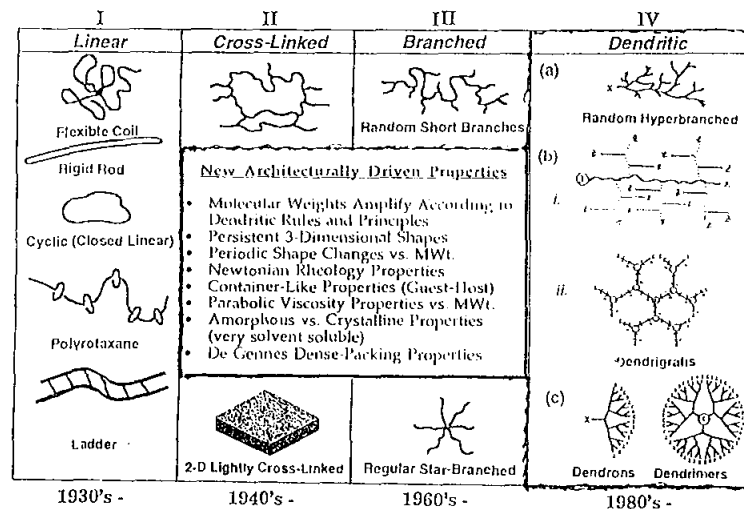 I
II
III
IV
Linear
Cross-Linked
Branched
Dendritic
Flexible Coil
Rigid Rod
Cyclic (Closed Linear)
Polyrotaxane
Ladder
Random Short Branches
New Architecturally Driven Properties
• Molecular Weights Amplify According to
Dendritic Rules and Principles
• Persistent 3-Dimensional Shapes
• Periodic Shape Changes vs. MWt.
• Newtonian Rheology Properties
• Container-Like Properties (Guest-Host)
• Parabolic Viscosity Properties vs. MWt.
• Amorphous vs. Crystalline Properties
(very solvent soluble)
• De Gennes Dense-Packing Properties
2-D Lightly Cross-Linked
Regular Star-Branched
(a)
x
Random Hyperbranched
(b)
i.
ii.
Dendrigrafts
(c)
x
Dendrons
Dendrimers
1930's -
1940's -
1960's -
1980's -